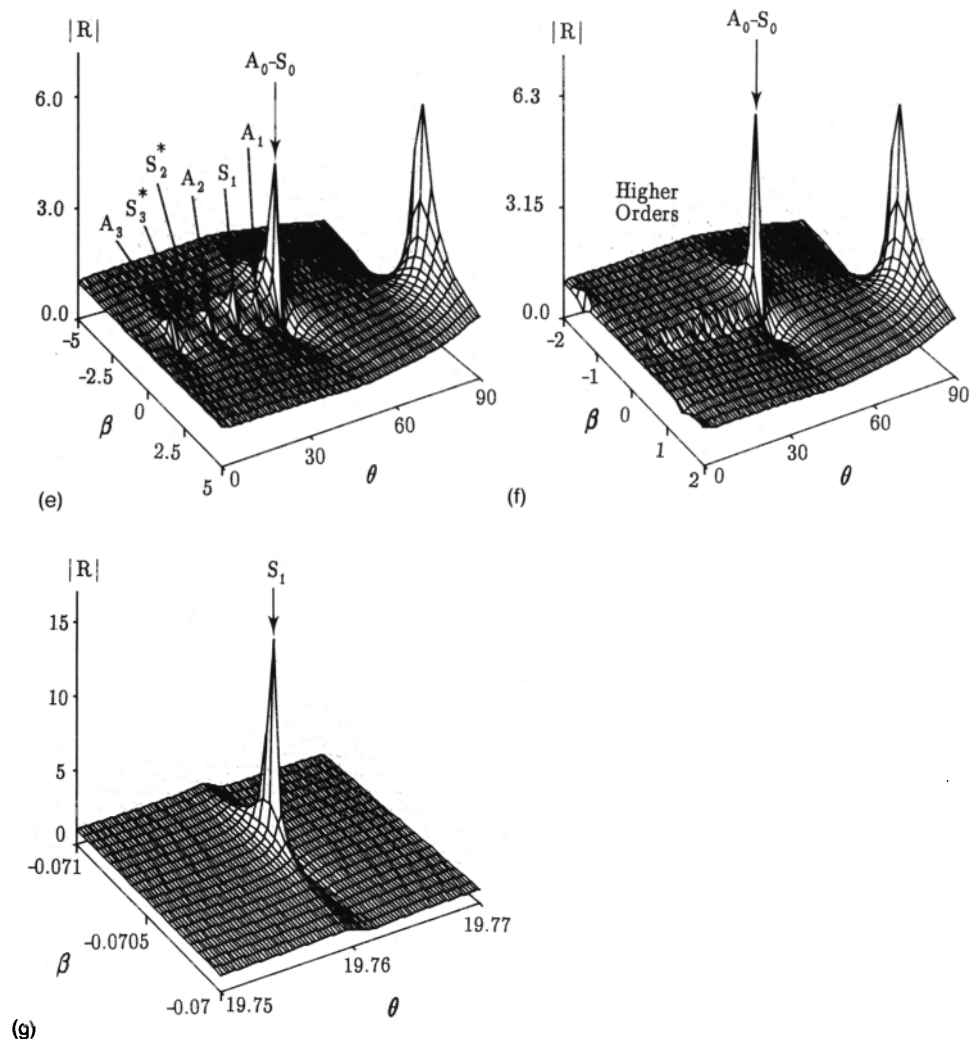 |R|
6.0
3.0
0.0
A₃
S₃*
S₂*
A₂
S₁
A₀-S₀
A₁
-5
-2.5
0
2.5
5
β
0
30
60
90
θ
(e)
|R|
6.3
3.15
0.0
A₀-S₀
Higher
Orders
-2
-1
0
1
2
β
0
30
60
90
θ
(f)
|R|
15
10
5
0
S₁
-0.071
-0.0705
-0.07
β
19.75
19.76
19.77
θ
(g)